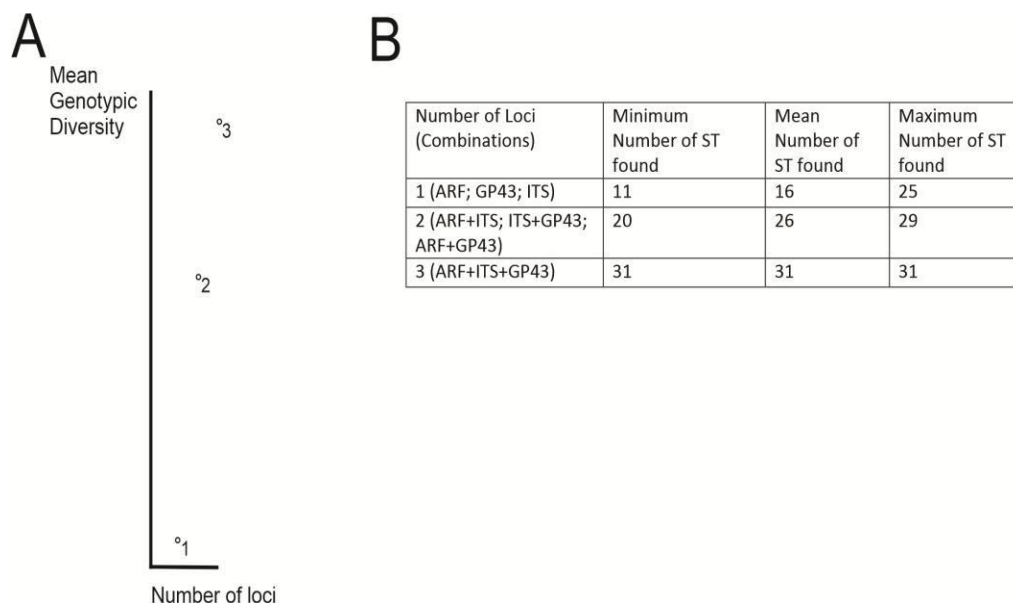 A
Mean
Genotypic
Diversity
°3
°2
°1
Number of loci
B
Number of Loci
(Combinations)
Minimum
Number of ST
found
Mean
Number of
ST found
Maximum
Number of ST
found
1 (ARF; GP43; ITS)
11
16
25
2 (ARF+ITS; ITS+GP43;
ARF+GP43)
20
26
29
3 (ARF+ITS+GP43)
31
31
31